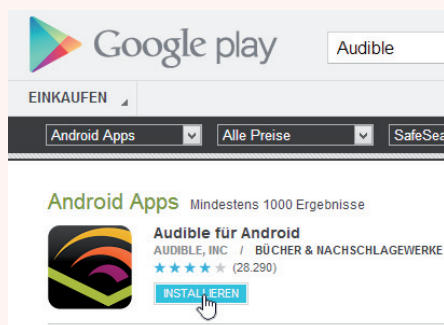 Google play
Audible
EINKAUFEN
Android Apps Alle Preise SafeSea
Android Apps Mindestens 1000 Ergebnisse
Audible für Android
AUDIBLE, INC / BÜCHER & NACHSCHLAGEWERKE
(28.290)
INSTALLIEREN